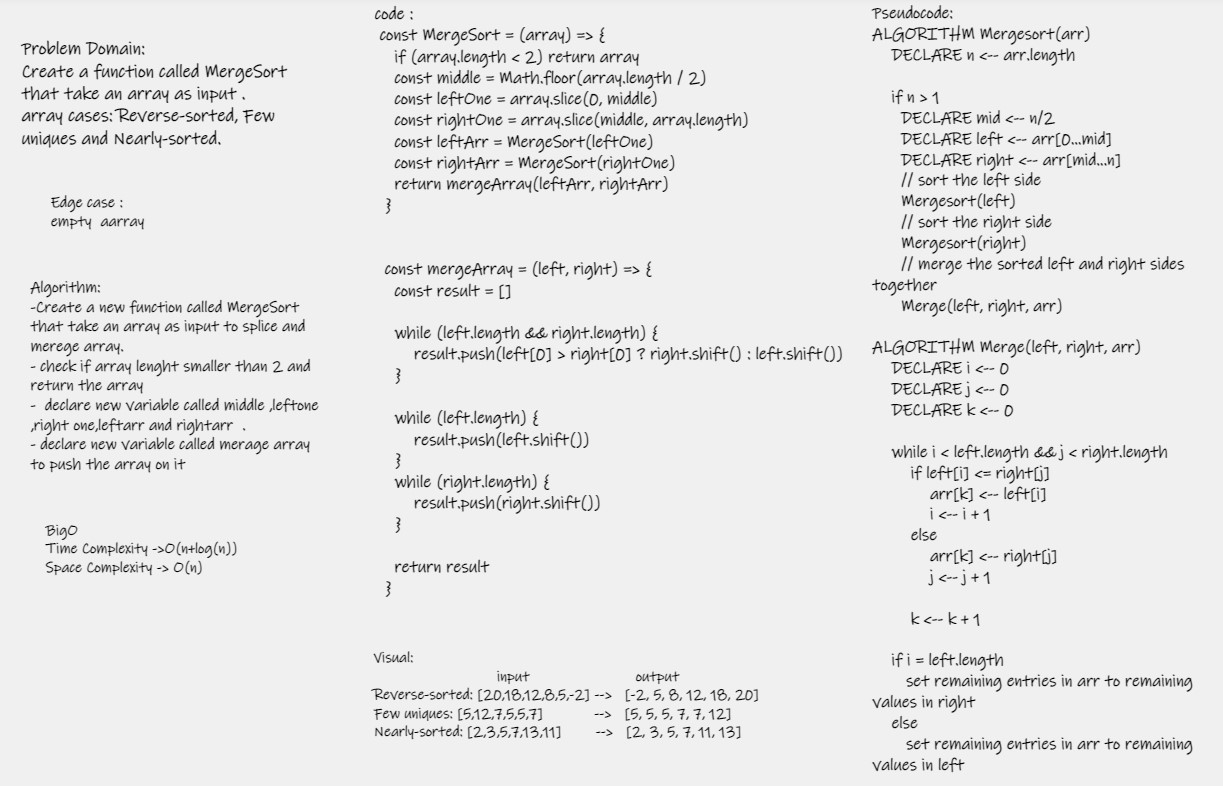 Problem Domain:
Create a function called MergeSort
that take an array as input .
array cases: Reverse-sorted, Few
uniques and Nearly-sorted.
Edge case :
empty aarray
Algorithm:
-Create a new function called MergeSort
that take an array as input to splice and
merege array.
- check if array lenght smaller than 2 and
return the array
- declare new variable called middle ,leftone
,right one,leftarr and rightarr .
- declare new variable called merage array
to push the array on it
BigO
Time Complexity ->O(n+log(n))
Space Complexity -> O(n)
code :
const MergeSort = (array) => {
if (array.length < 2) return array
const middle = Math.floor(array.length / 2)
const leftOne = array.slice(0, middle)
const rightOne = array.slice(middle, array.length)
const leftArr = MergeSort(leftOne)
const rightArr = MergeSort(rightOne)
return mergeArray(leftArr, rightArr)
}
const mergeArray = (left, right) => {
const result = []
while (left.length && right.length) {
result.push(left[0] > right[0] ? right.shift() : left.shift())
}
while (left.length) {
result.push(left.shift())
}
while (right.length) {
result.push(right.shift())
}
return result
}
Visual:
input output
Reverse-sorted: [20,18,12,8,5,-2] --> [-2, 5, 8, 12, 18, 20]
Few uniques: [5,12,7,5,5,7] --> [5, 5, 5, 7, 7, 12]
Nearly-sorted: [2,3,5,7,13,11] --> [2, 3, 5, 7, 11, 13]
Pseudocode:
ALGORITHM Mergesort(arr)
DECLARE n <-- arr.length
if n > 1
DECLARE mid <-- n/2
DECLARE left <-- arr[0...mid]
DECLARE right <-- arr[mid...n]
// sort the left side
Mergesort(left)
// sort the right side
Mergesort(right)
// merge the sorted left and right sides
together
Merge(left, right, arr)
ALGORITHM Merge(left, right, arr)
DECLARE i <-- 0
DECLARE j <-- 0
DECLARE k <-- 0
while i < left.length && j < right.length
if left[i] <= right[j]
arr[k] <-- left[i]
i <-- i + 1
else
arr[k] <-- right[j]
j <-- j + 1
k <-- k + 1
if i = left.length
set remaining entries in arr to remaining
values in right
else
set remaining entries in arr to remaining
values in left